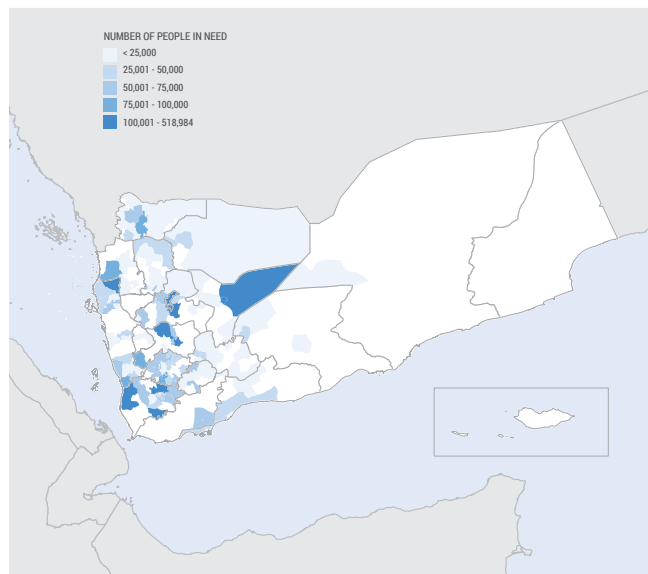 NUMBER OF PEOPLE IN NEED
< 25,000
25,001 - 50,000
50,001 - 75,000
75,001 - 100,000
100,001 - 518,984